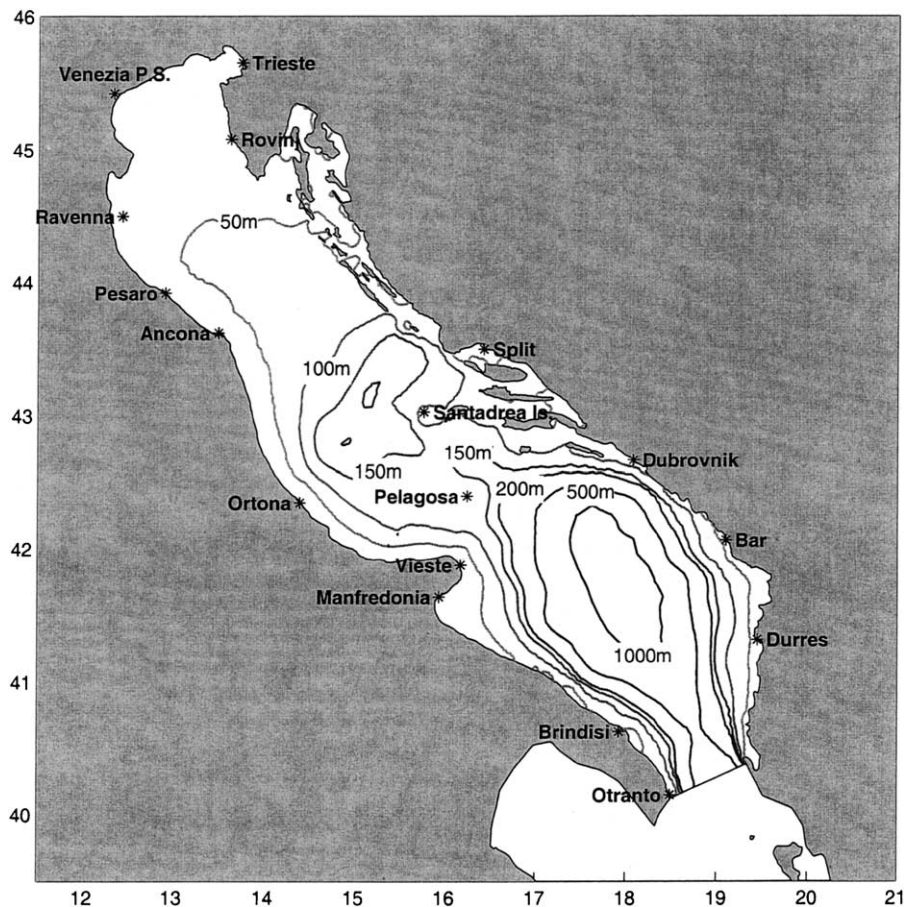 46
Venezia P.S.
Trieste
45
Rovinj
Ravenna
50m
44
Pesaro
Ancona
Split
100m
43
Santadrea Is.
150m
150m
Dubrovnik
200m
500m
Pelagosa
Ortona
42
Bar
Vieste
Manfredonia
Durres
1000m
41
Brindisi
Otranto
40
12 13 14 15 16 17 18 19 20 21